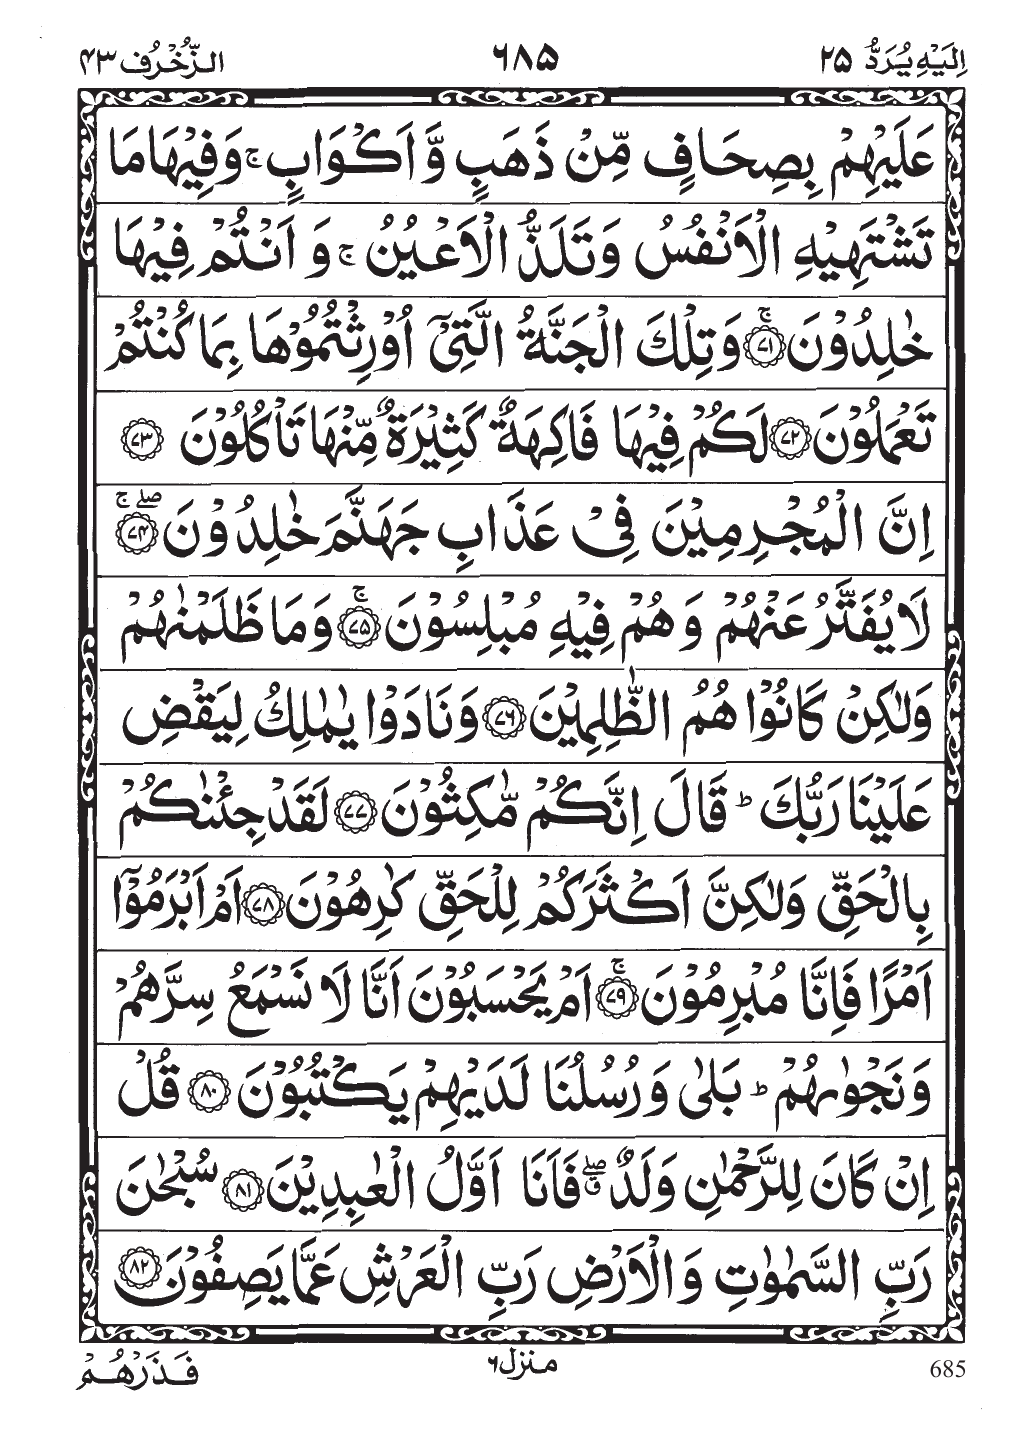 اِلَيْهِ يُرَدُّ ۲۵ ۶۸۵ الزُّخْرُف ۴۳
عَلَيْهِمْ بِصِحَافٍ مِّنْ ذَهَبٍ وَّ اَكْوَابٍ ۚ وَفِيْهَا مَا
تَشْتَهِيْهِ الْاَنْفُسُ وَتَلَذُّ الْاَعْيُنُ ۚ وَ اَنْتُمْ فِيْهَا
خٰلِدُوْنَ ۚ‏﴿۷۱﴾ وَتِلْكَ الْجَنَّةُ الَّتِيْٓ اُوْرِثْتُمُوْهَا بِمَا كُنْتُمْ
تَعْمَلُوْنَ ﴿۷۲﴾ لَكُمْ فِيْهَا فَاكِهَةٌ كَثِيْرَةٌ مِّنْهَا تَاْكُلُوْنَ ﴿۷۳﴾
اِنَّ الْمُجْرِمِيْنَ فِيْ عَذَابِ جَهَنَّمَ خٰلِدُوْنَ ۖۚ ﴿۷۴﴾
لَا يُفَتَّرُ عَنْهُمْ وَ هُمْ فِيْهِ مُبْلِسُوْنَ ۚ ﴿۷۵﴾ وَمَا ظَلَمْنٰهُمْ
وَلٰكِنْ كَانُوْا هُمُ الظّٰلِمِيْنَ ﴿۷۶﴾ وَنَادَوْا يٰمٰلِكُ لِيَقْضِ
عَلَيْنَا رَبُّكَ ؕ قَالَ اِنَّكُمْ مّٰكِثُوْنَ ﴿۷۷﴾ لَقَدْ جِئْنٰكُمْ
بِالْحَقِّ وَلٰكِنَّ اَكْثَرَكُمْ لِلْحَقِّ كٰرِهُوْنَ ﴿۷۸﴾ اَمْ اَبْرَمُوْٓا
اَمْرًا فَاِنَّا مُبْرِمُوْنَ ۚ ﴿۷۹﴾ اَمْ يَحْسَبُوْنَ اَنَّا لَا نَسْمَعُ سِرَّهُمْ
وَ نَجْوٰىهُمْ ؕ بَلٰى وَ رُسُلُنَا لَدَيْهِمْ يَكْتُبُوْنَ ﴿۸۰﴾ قُلْ
اِنْ كَانَ لِلرَّحْمٰنِ وَلَدٌ ۖق فَاَنَا اَوَّلُ الْعٰبِدِيْنَ ﴿۸۱﴾ سُبْحٰنَ
رَبِّ السَّمٰوٰتِ وَ الْاَرْضِ رَبِّ الْعَرْشِ عَمَّا يَصِفُوْنَ ﴿۸۲﴾
685 منزل ۶ فَذَرْهُمْ